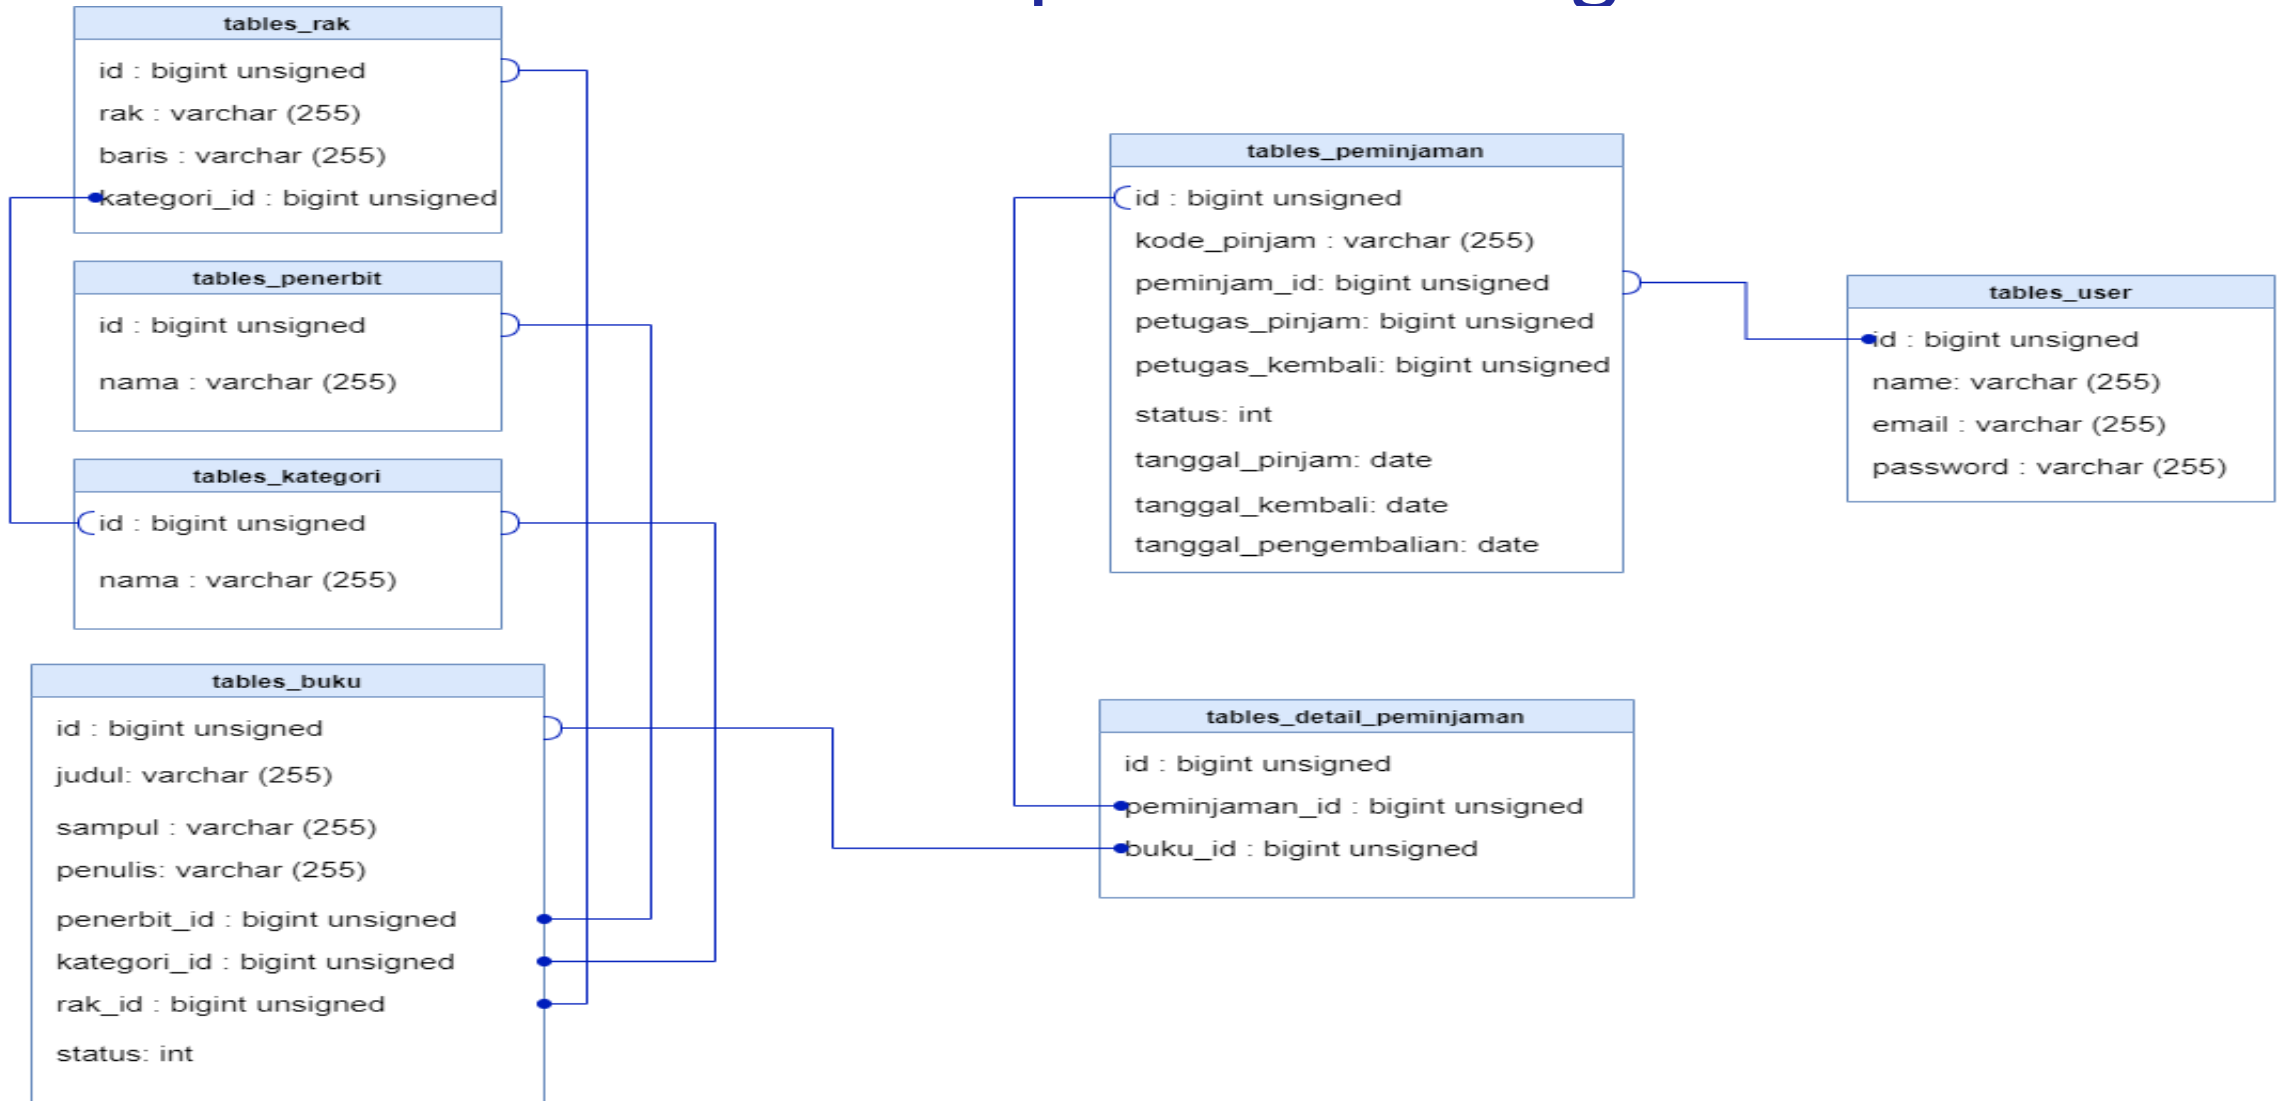 tables_rak
id : bigint unsigned
rak : varchar (255)
baris : varchar (255)
kategori_id : bigint unsigned
tables_penerbit
id : bigint unsigned
nama : varchar (255)
tables_kategori
id : bigint unsigned
nama : varchar (255)
tables_buku
id : bigint unsigned
judul: varchar (255)
sampul : varchar (255)
penulis: varchar (255)
penerbit_id : bigint unsigned
kategori_id : bigint unsigned
rak_id : bigint unsigned
status: int
tables_peminjaman
id : bigint unsigned
kode_pinjam : varchar (255)
peminjam_id: bigint unsigned
petugas_pinjam: bigint unsigned
petugas_kembali: bigint unsigned
status: int
tanggal_pinjam: date
tanggal_kembali: date
tanggal_pengembalian: date
tables_detail_peminjaman
id : bigint unsigned
peminjaman_id : bigint unsigned
buku_id : bigint unsigned
tables_user
id : bigint unsigned
name: varchar (255)
email : varchar (255)
password : varchar (255)